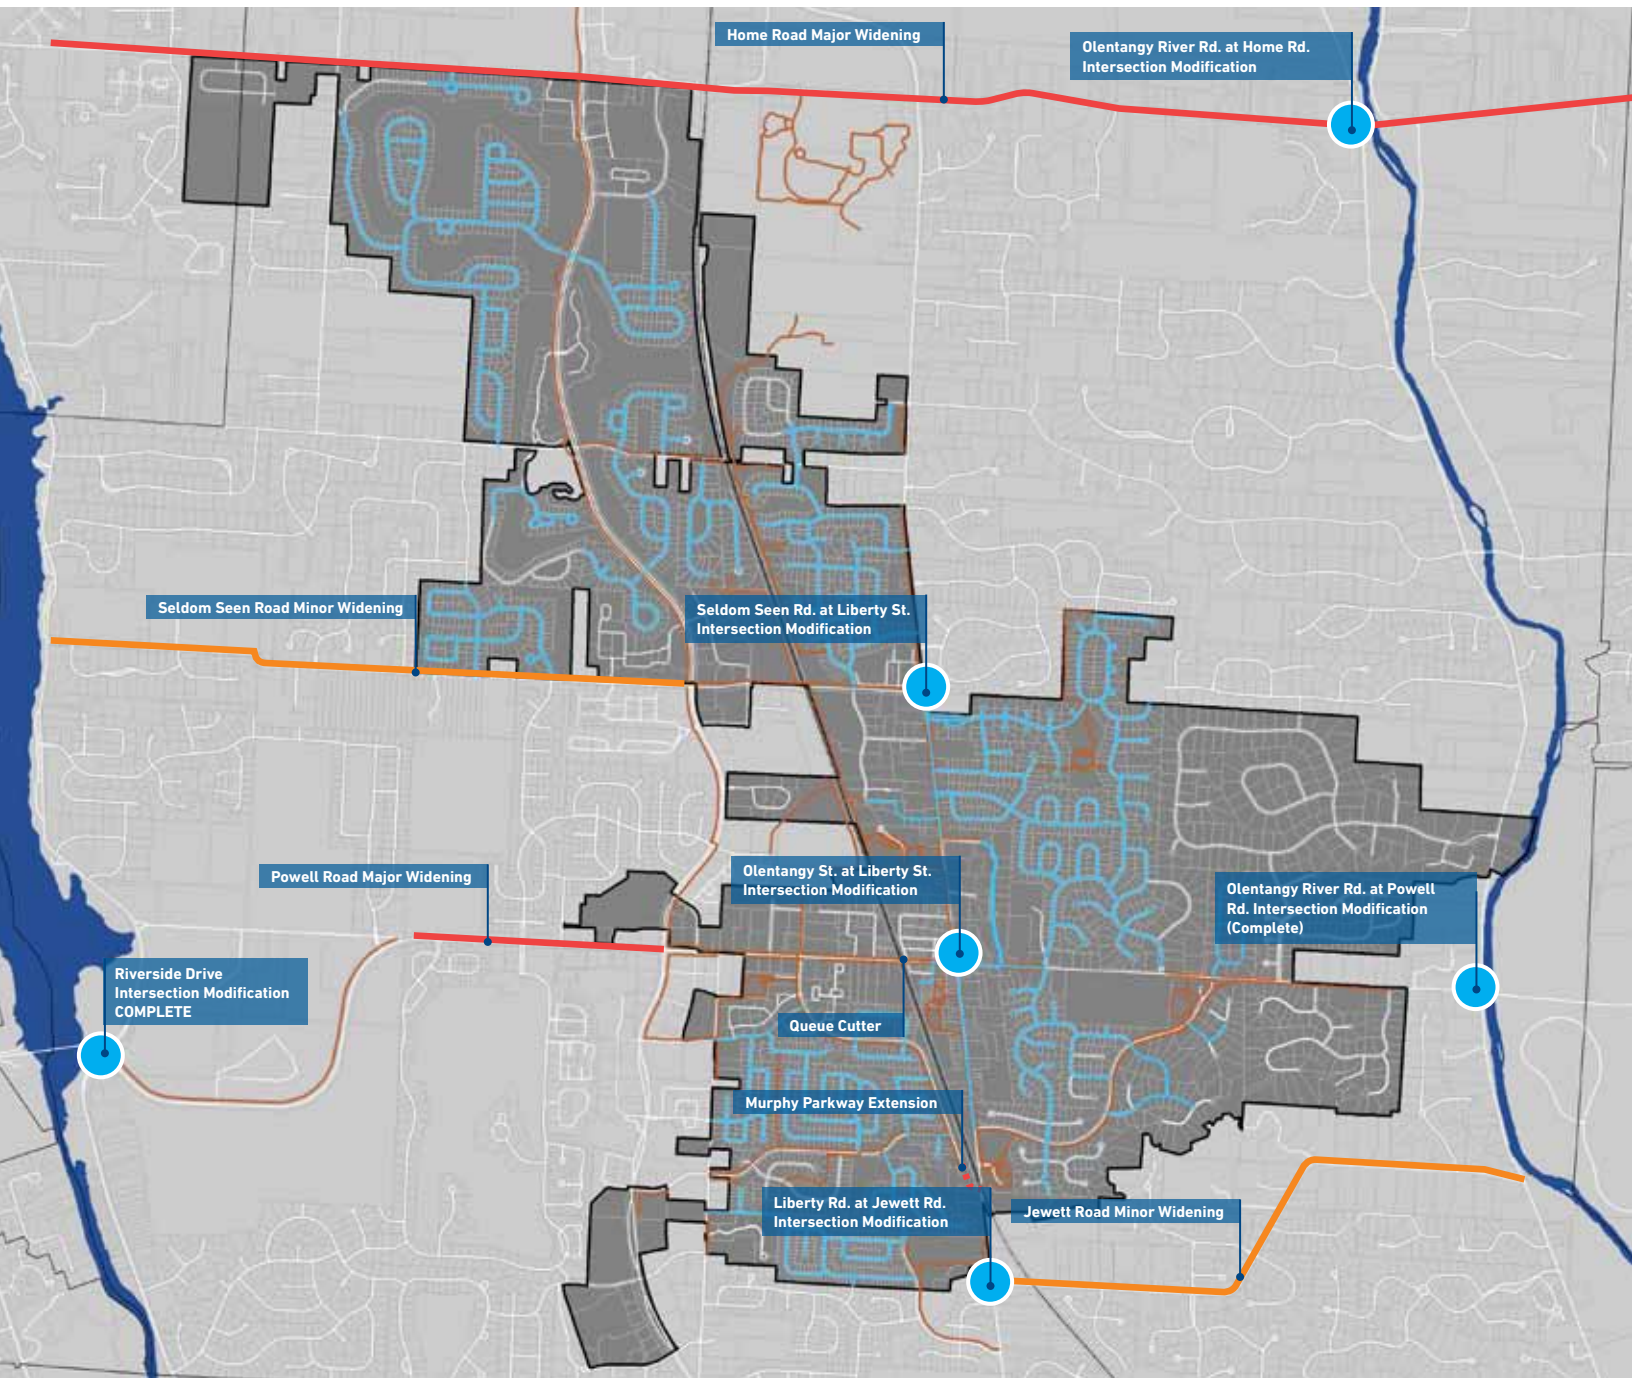 Home Road Major Widening
Olentangy River Rd. at Home Rd.
Intersection Modification
Seldom Seen Road Minor Widening
Seldom Seen Rd. at Liberty St.
Intersection Modification
Powell Road Major Widening
Olentangy St. at Liberty St.
Intersection Modification
Olentangy River Rd. at Powell
Rd. Intersection Modification
(Complete)
Riverside Drive
Intersection Modification
COMPLETE
Queue Cutter
Murphy Parkway Extension
Liberty Rd. at Jewett Rd.
Intersection Modification
Jewett Road Minor Widening